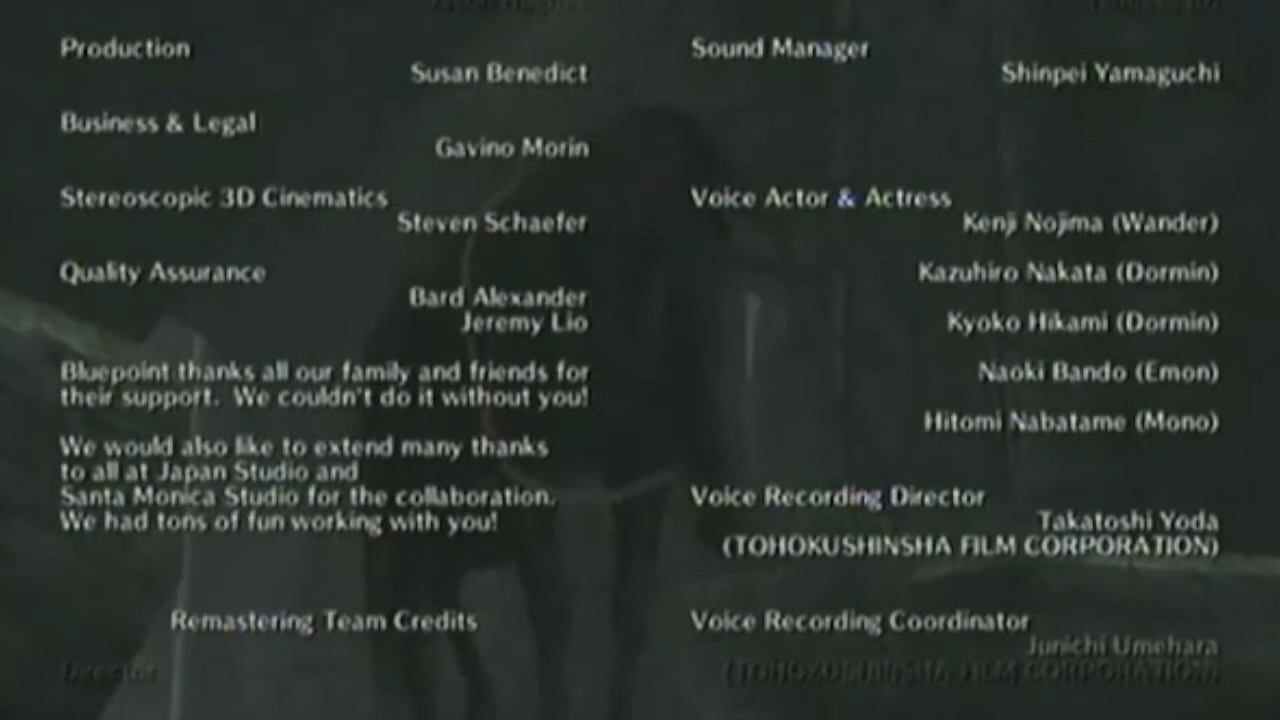 Production
Susan Benedict
Business & Legal
Gavino Morin
Stereoscopic 3D Cinematics
Steven Schaefer
Quality Assurance
Bard Alexander
Jeremy Lio
Bluepoint thanks all our family and friends for
their support. We couldn't do it without you!
We would also like to extend many thanks
to all at Japan Studio and
Santa Monica Studio for the collaboration.
We had tons of fun working with you!
Remastering Team Credits
Director
Sound Manager
Shinpei Yamaguchi
Voice Actor & Actress
Kenji Nojima (Wander)
Kazuhiro Nakata (Dormin)
Kyoko Hikami (Dormin)
Naoki Bando (Emon)
Hitomi Nabatame (Mono)
Voice Recording Director
Takatoshi Yoda
(TOHOKUSHINSHA FILM CORPORATION)
Voice Recording Coordinator
Junichi Umehara
(TOHOKUSHINSHA FILM CORPORATION)